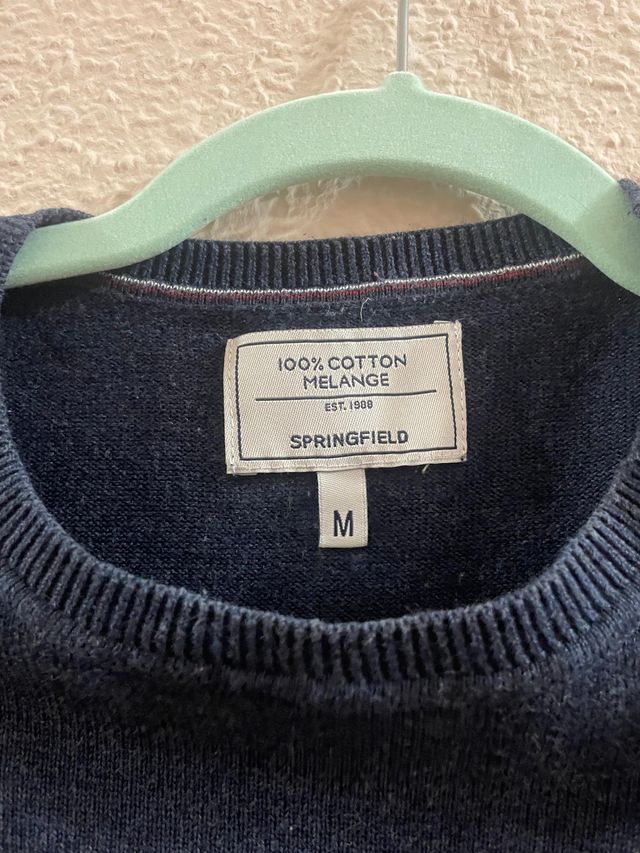 100% COTTON
MELANGE
EST. 1988
SPRINGFIELD
M